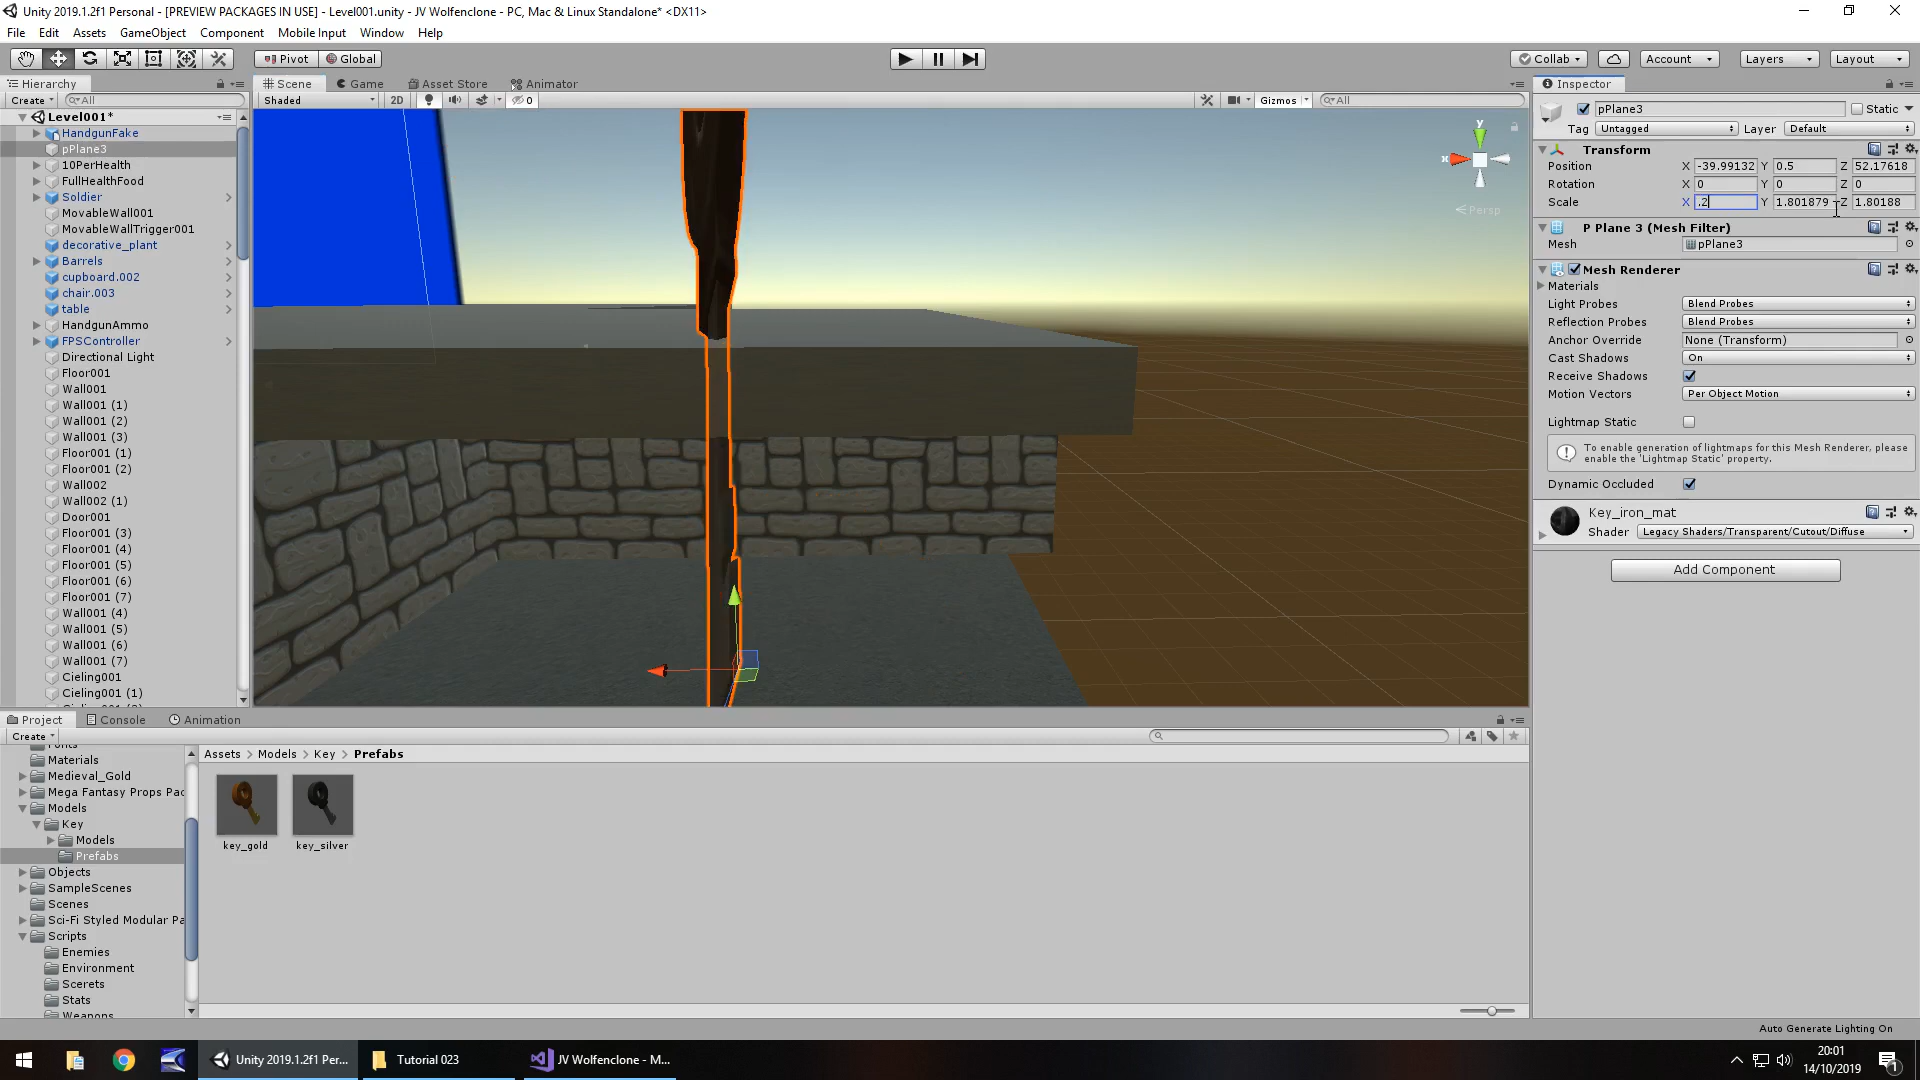 Unity 2019.1.2f1 Personal - [PREVIEW PACKAGES IN USE] - Level001.unity - JV Wolfenclone - PC, Mac & Linux Standalone* <DX11>
File Edit Assets GameObject Component Mobile Input Window Help
Pivot Global Collab Account Layers Layout
Hierarchy Scene Game Asset Store Animator Inspector
Create All Shaded 2D 0 Gizmos All
Level001*
HandgunFake
pPlane3
10PerHealth
FullHealthFood
Soldier
MovableWall001
MovableWallTrigger001
decorative_plant
Barrels
cupboard.002
chair.003
table
HandgunAmmo
FPSController
Directional Light
Floor001
Wall001
Wall001 (1)
Wall001 (2)
Wall001 (3)
Floor001 (1)
Floor001 (2)
Wall002
Wall002 (1)
Door001
Floor001 (3)
Floor001 (4)
Floor001 (5)
Floor001 (6)
Floor001 (7)
Wall001 (4)
Wall001 (5)
Wall001 (6)
Wall001 (7)
Cieling001
Cieling001 (1)
y
x
Persp
pPlane3 Static
Tag Untagged Layer Default
Transform
Position X -39.99132 Y 0.5 Z 52.17618
Rotation X 0 Y 0 Z 0
Scale X .2 Y 1.801879 Z 1.80188
P Plane 3 (Mesh Filter)
Mesh pPlane3
Mesh Renderer
Materials
Light Probes Blend Probes
Reflection Probes Blend Probes
Anchor Override None (Transform)
Cast Shadows On
Receive Shadows
Motion Vectors Per Object Motion
Lightmap Static
To enable generation of lightmaps for this Mesh Renderer, please
enable the 'Lightmap Static' property.
Dynamic Occluded
Key_iron_mat
Shader Legacy Shaders/Transparent/Cutout/Diffuse
Add Component
Project Console Animation
Create
Fonts
Materials
Medieval_Gold
Mega Fantasy Props Pac
Models
Key
Models
Prefabs
Objects
SampleScenes
Scenes
Sci-Fi Styled Modular Pa
Scripts
Enemies
Environment
Scerets
Stats
Weapons
Assets > Models > Key > Prefabs
key_gold key_silver
Auto Generate Lighting On
Unity 2019.1.2f1 Per... Tutorial 023 JV Wolfenclone - M...
20:01
14/10/2019
1